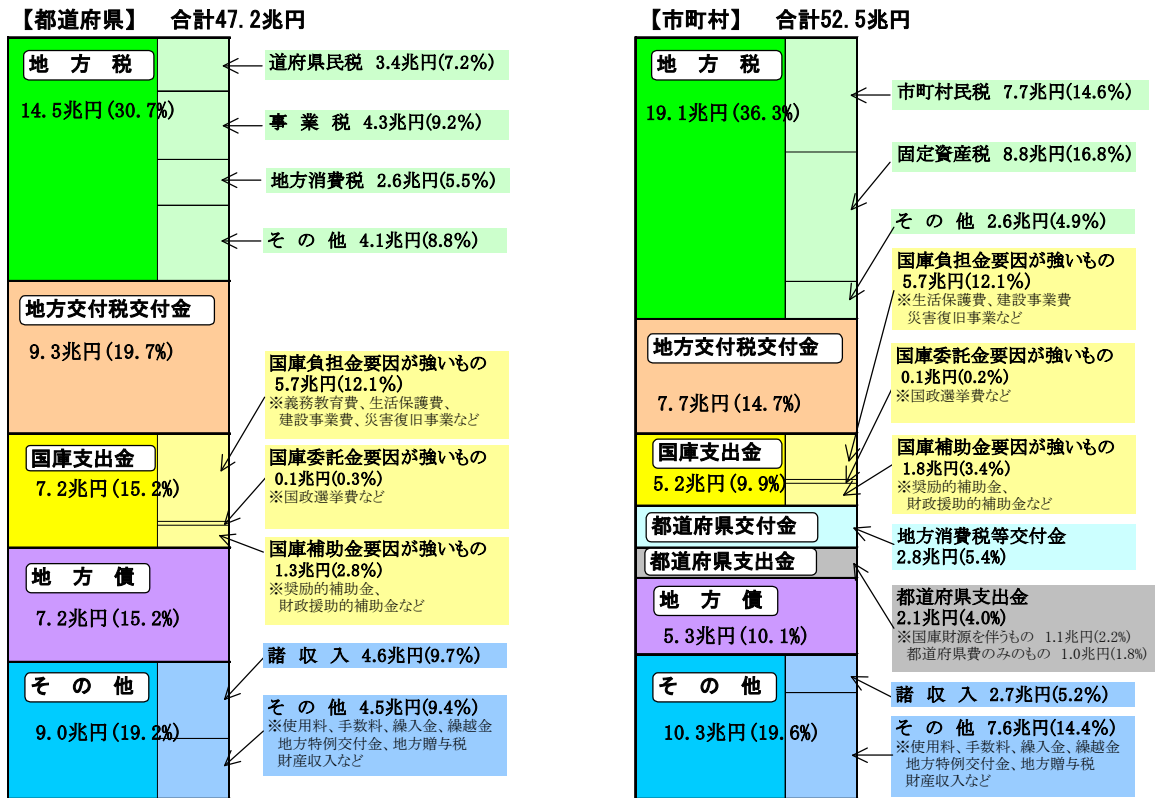 【都道府県】 合計47.2兆円
地 方 税
14.5兆円(30.7%)
道府県民税 3.4兆円(7.2%)
事 業 税 4.3兆円(9.2%)
地方消費税 2.6兆円(5.5%)
そ の 他 4.1兆円(8.8%)
地方交付税交付金
9.3兆円(19.7%)
国庫支出金
7.2兆円(15.2%)
国庫負担金要因が強いもの
5.7兆円(12.1%)
※義務教育費、生活保護費、
建設事業費、災害復旧事業など
国庫委託金要因が強いもの
0.1兆円(0.3%)
※国政選挙費など
国庫補助金要因が強いもの
1.3兆円(2.8%)
※奨励的補助金、
財政援助的補助金など
地 方 債
7.2兆円(15.2%)
そ の 他
9.0兆円(19.2%)
諸 収 入 4.6兆円(9.7%)
そ の 他 4.5兆円(9.4%)
※使用料、手数料、繰入金、繰越金
地方特例交付金、地方贈与税
財産収入など
【市町村】 合計52.5兆円
地 方 税
19.1兆円(36.3%)
市町村民税 7.7兆円(14.6%)
固定資産税 8.8兆円(16.8%)
そ の 他 2.6兆円(4.9%)
地方交付税交付金
7.7兆円(14.7%)
国庫支出金
5.2兆円(9.9%)
国庫負担金要因が強いもの
5.7兆円(12.1%)
※生活保護費、建設事業費
災害復旧事業など
国庫委託金要因が強いもの
0.1兆円(0.2%)
※国政選挙費など
国庫補助金要因が強いもの
1.8兆円(3.4%)
※奨励的補助金、
財政援助的補助金など
都道府県交付金
地方消費税等交付金
2.8兆円(5.4%)
都道府県支出金
都道府県支出金
2.1兆円(4.0%)
※国庫財源を伴うもの 1.1兆円(2.2%)
都道府県費のみのもの 1.0兆円(1.8%)
地 方 債
5.3兆円(10.1%)
そ の 他
10.3兆円(19.6%)
諸 収 入 2.7兆円(5.2%)
そ の 他 7.6兆円(14.4%)
※使用料、手数料、繰入金、繰越金
地方特例交付金、地方贈与税
財産収入など